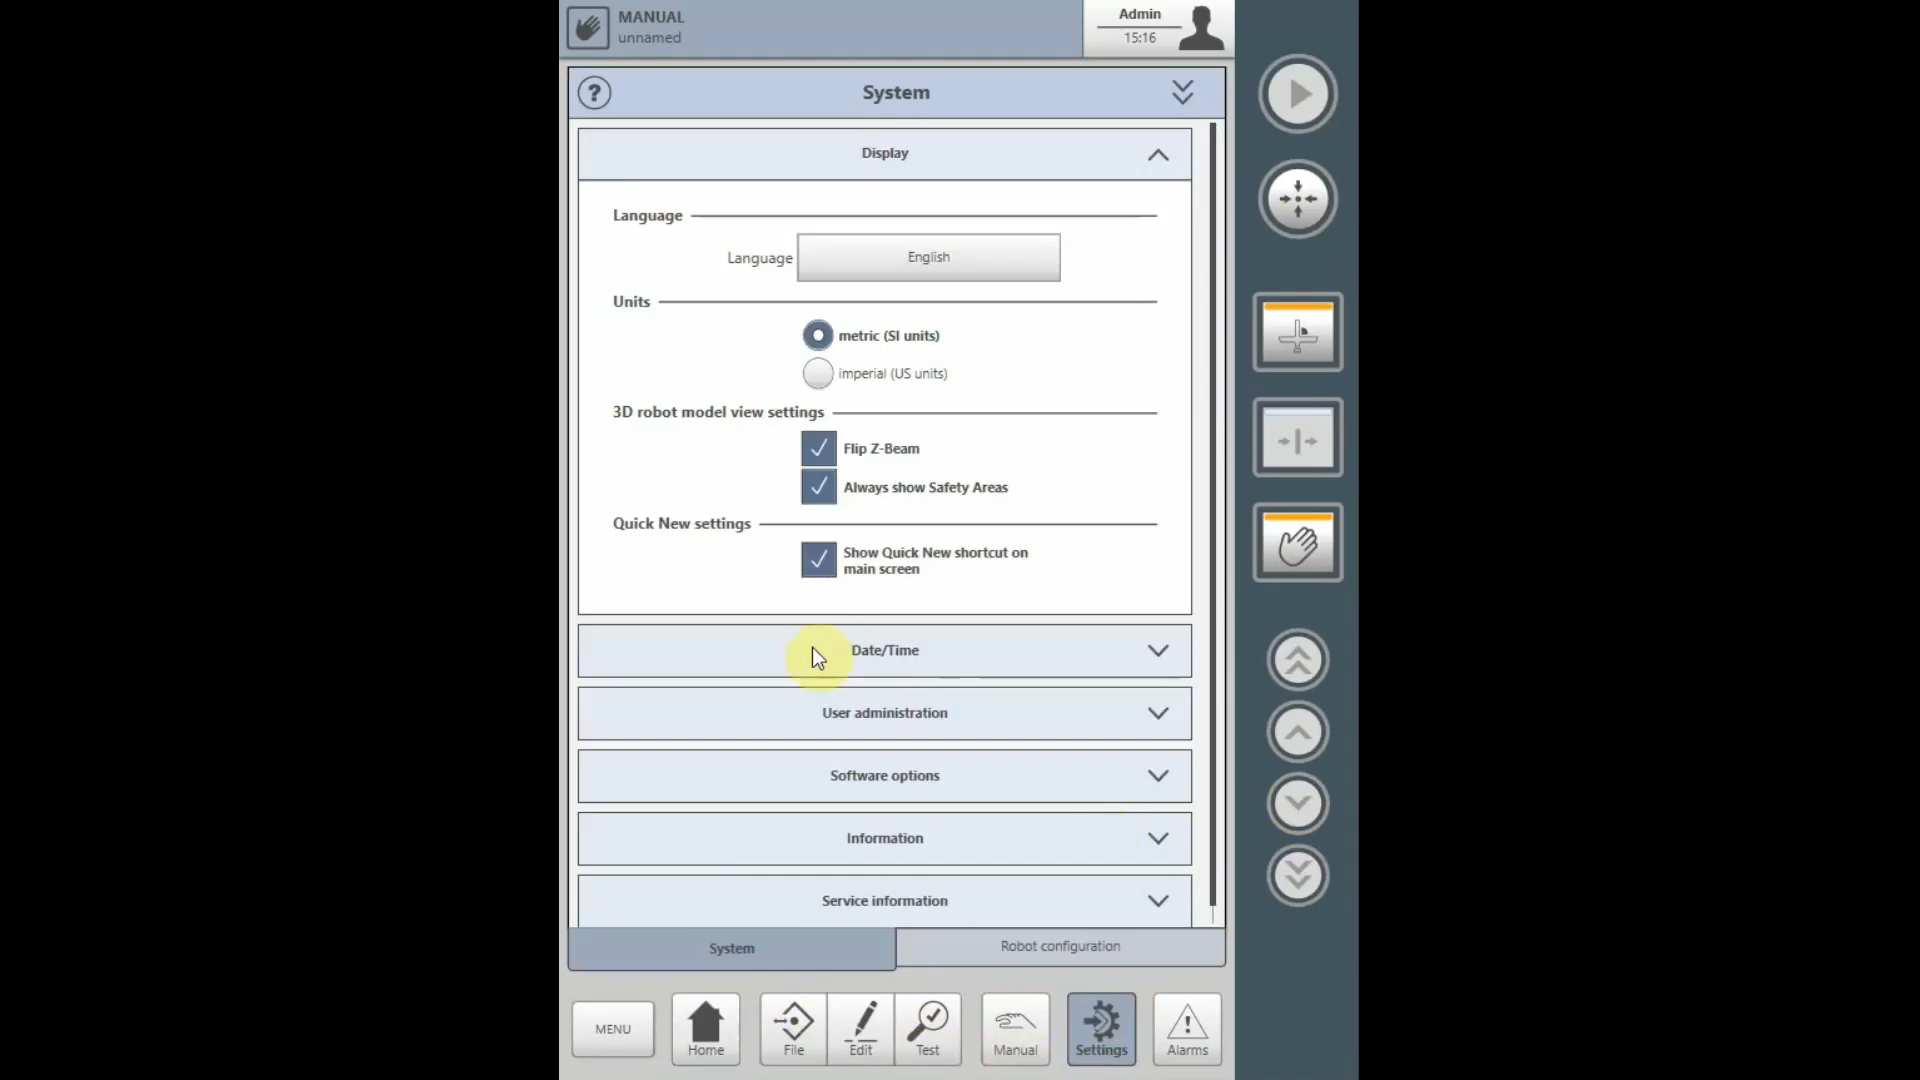 MANUAL
unnamed
Admin
15:16
?
System
Display
Language
Language English
Units
metric (SI units)
imperial (US units)
3D robot model view settings
Flip Z-Beam
Always show Safety Areas
Quick New settings
Show Quick New shortcut on
main screen
Date/Time
User administration
Software options
Information
Service information
System
Robot configuration
MENU
Home
File
Edit
Test
Manual
Settings
Alarms